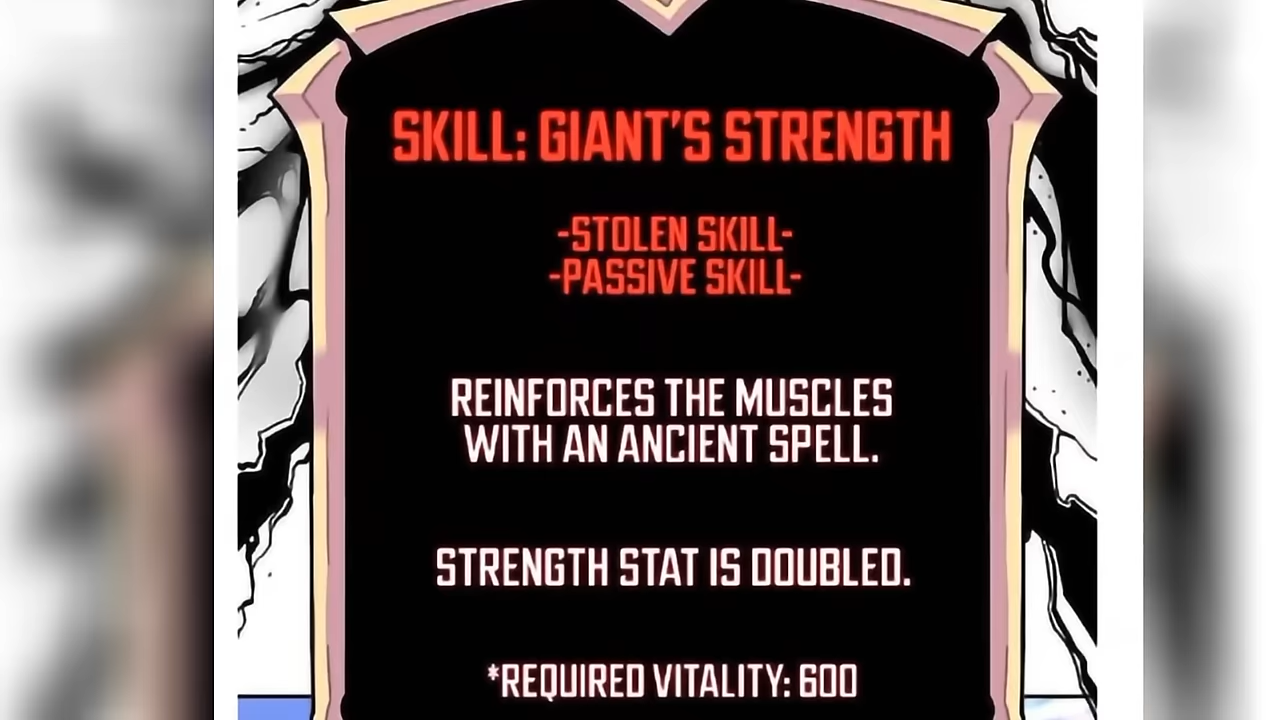 SKILL: GIANT'S STRENGTH
-STOLEN SKILL-
-PASSIVE SKILL-
REINFORCES THE MUSCLES
WITH AN ANCIENT SPELL.
STRENGTH STAT IS DOUBLED.
*REQUIRED VITALITY: 600